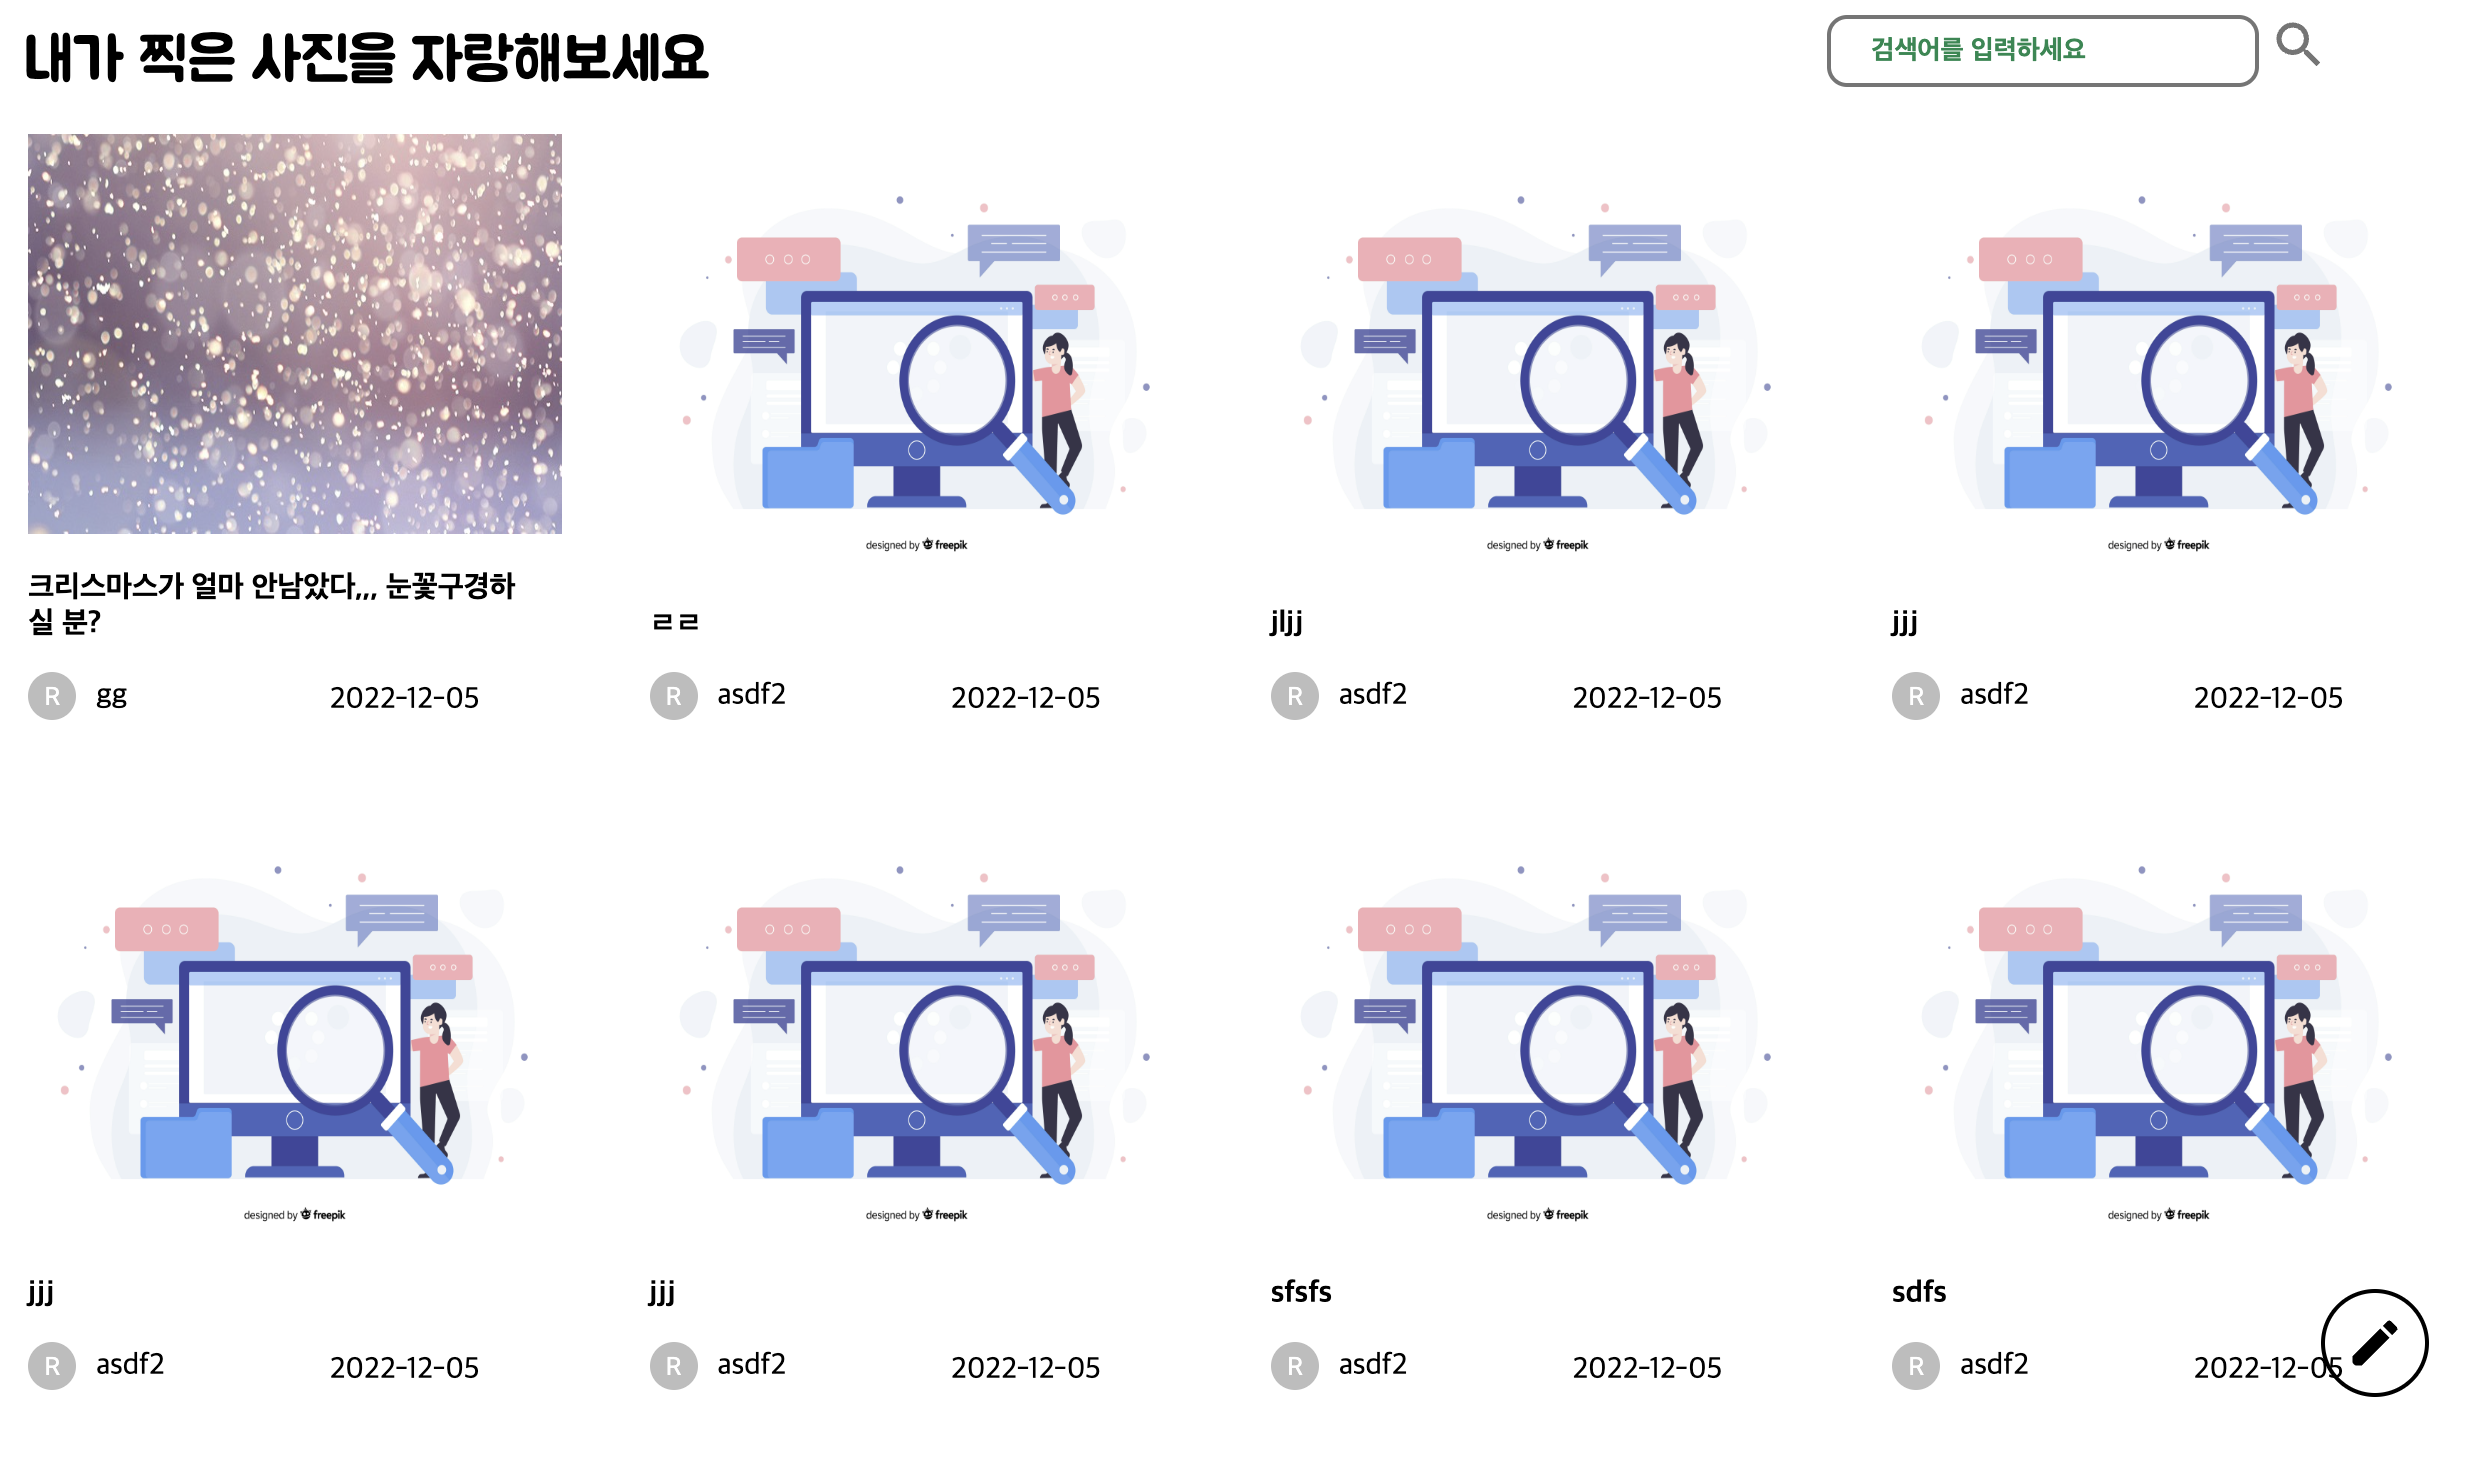 내가 찍은 사진을 자랑해보세요
검색어를 입력하세요
designed by freepik
designed by freepik
designed by freepik
크리스마스가 얼마 안남았다,,, 눈꽃구경하
실 분?
ㄹㄹ
jljj
jjj
R gg 2022-12-05
R asdf2 2022-12-05
R asdf2 2022-12-05
R asdf2 2022-12-05
designed by freepik
designed by freepik
designed by freepik
designed by freepik
jjj
jjj
sfsfs
sdfs
R asdf2 2022-12-05
R asdf2 2022-12-05
R asdf2 2022-12-05
R asdf2 2022-12-05